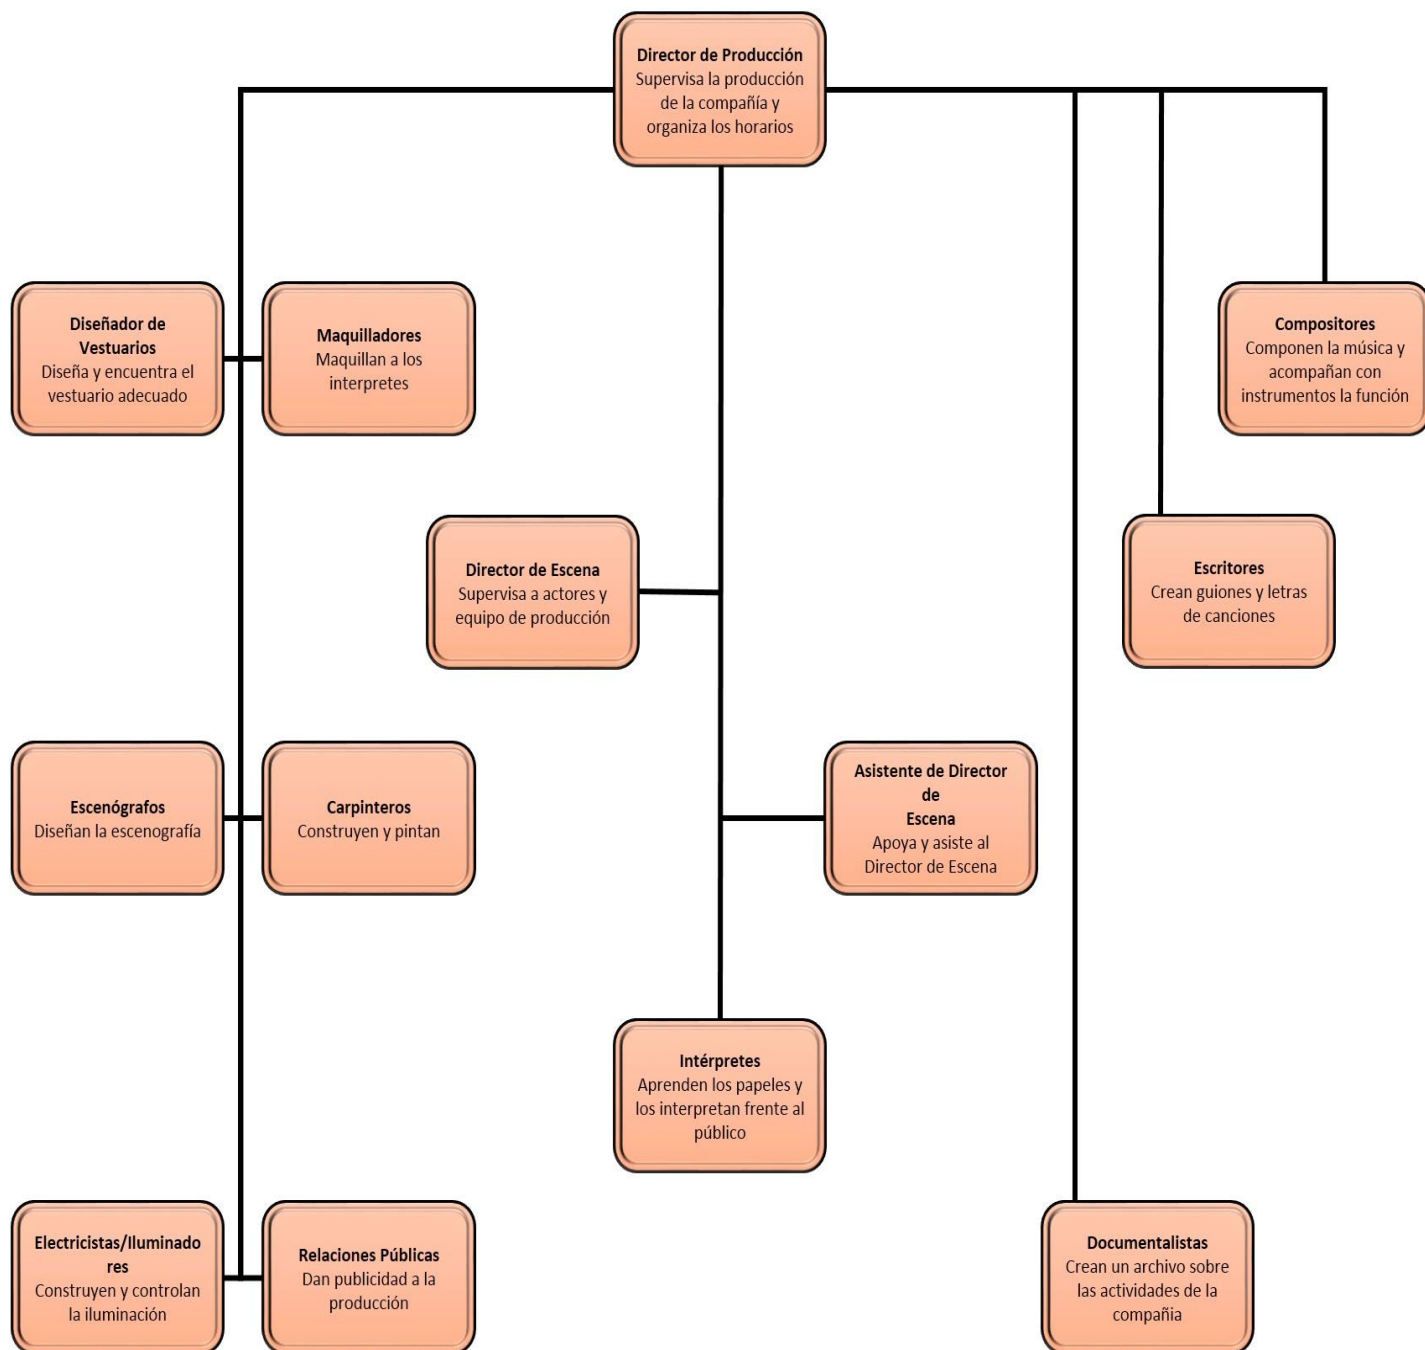 Director de Producción
Supervisa la producción
de la compañía y
organiza los horarios
Diseñador de
Vestuarios
Diseña y encuentra el
vestuario adecuado
Maquilladores
Maquillan a los
interpretes
Compositores
Componen la música y
acompañan con
instrumentos la función
Director de Escena
Supervisa a actores y
equipo de producción
Escritores
Crean guiones y letras
de canciones
Escenógrafos
Diseñan la escenografía
Carpinteros
Construyen y pintan
Asistente de Director
de
Escena
Apoya y asiste al
Director de Escena
Intérpretes
Aprenden los papeles y
los interpretan frente al
público
Electricistas/Iluminado
res
Construyen y controlan
la iluminación
Relaciones Públicas
Dan publicidad a la
producción
Documentalistas
Crean un archivo sobre
las actividades de la
compañia